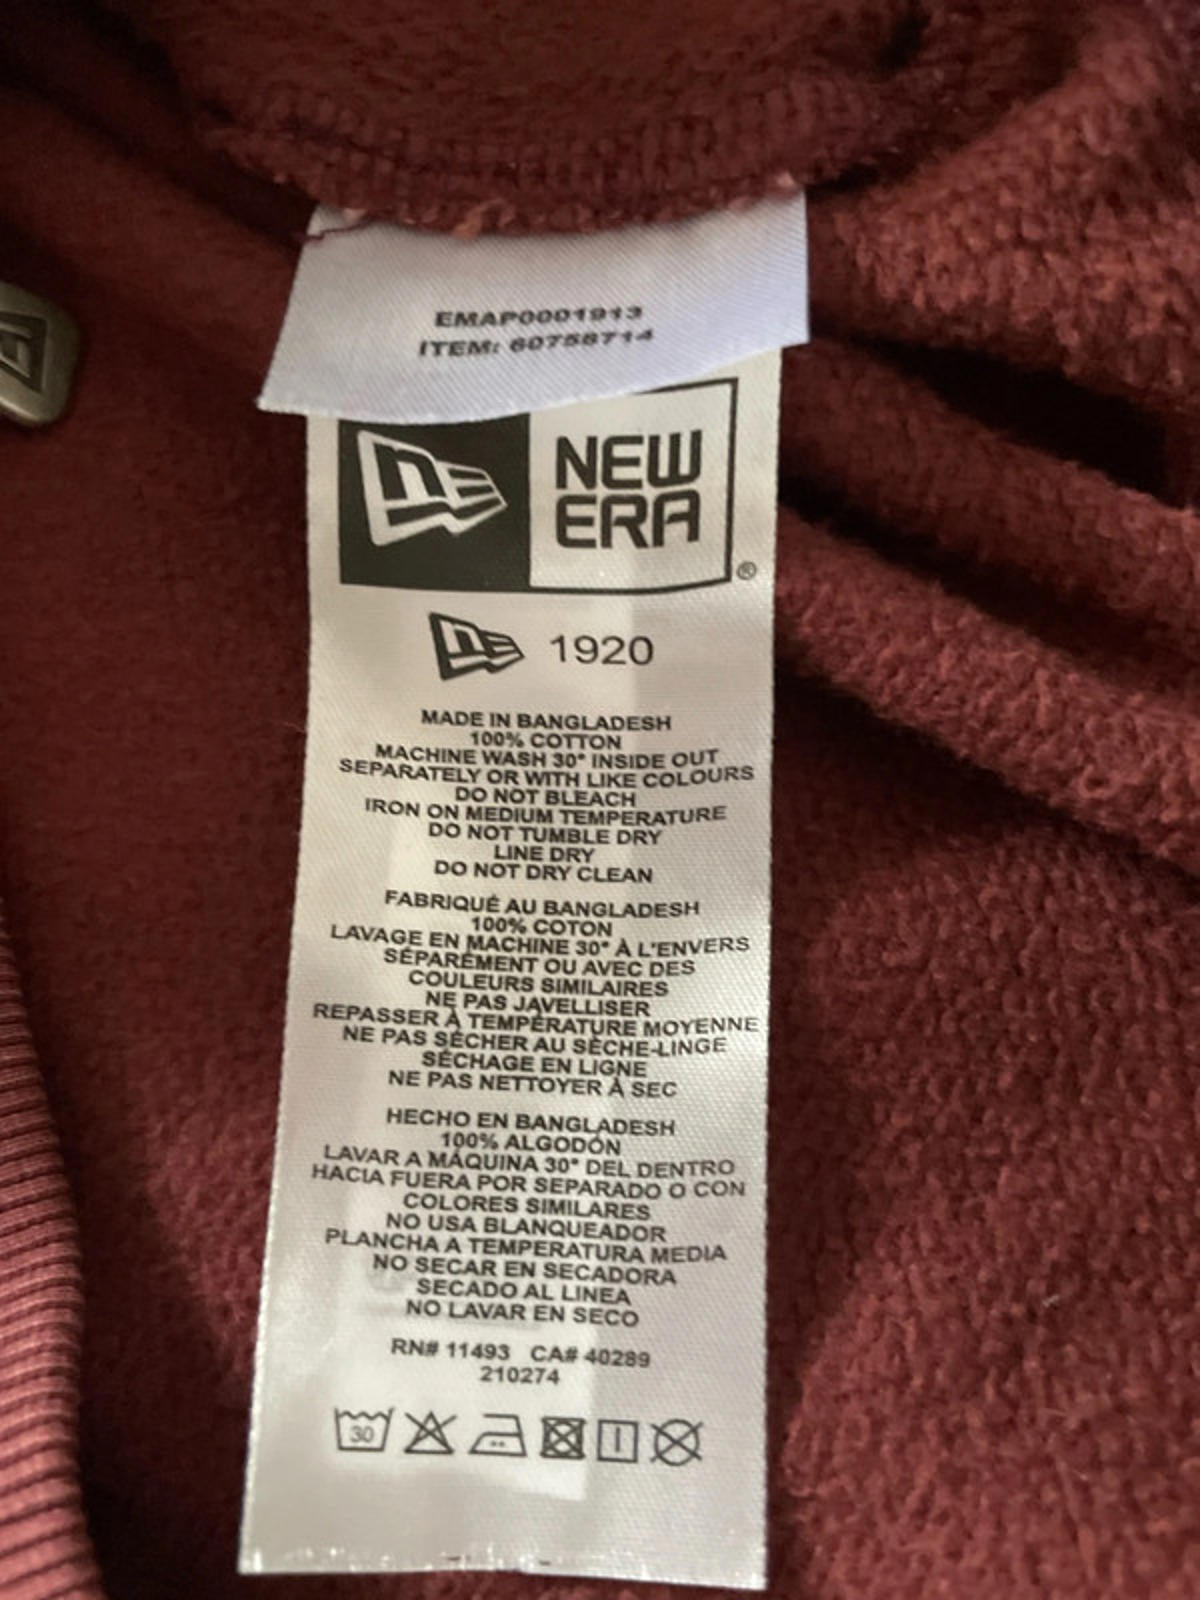 EMAP0001913
ITEM: 60758714
NE
NEW
ERA
®
NE 1920
MADE IN BANGLADESH
100% COTTON
MACHINE WASH 30° INSIDE OUT
SEPARATELY OR WITH LIKE COLOURS
DO NOT BLEACH
IRON ON MEDIUM TEMPERATURE
DO NOT TUMBLE DRY
LINE DRY
DO NOT DRY CLEAN
FABRIQUÉ AU BANGLADESH
100% COTON
LAVAGE EN MACHINE 30° À L'ENVERS
SÉPARÉMENT OU AVEC DES
COULEURS SIMILAIRES
NE PAS JAVELLISER
REPASSER À TEMPÉRATURE MOYENNE
NE PAS SÉCHER AU SÈCHE-LINGE
SÉCHAGE EN LIGNE
NE PAS NETTOYER À SEC
HECHO EN BANGLADESH
100% ALGODÓN
LAVAR A MÁQUINA 30° DEL DENTRO
HACIA FUERA POR SEPARADO O CON
COLORES SIMILARES
NO USA BLANQUEADOR
PLANCHA A TEMPERATURA MEDIA
NO SECAR EN SECADORA
SECADO AL LINEA
NO LAVAR EN SECO
RN# 11493 CA# 40289
210274
30